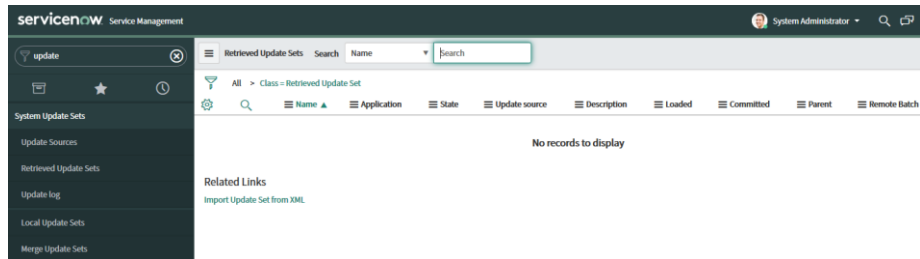 servicenow Service Management
System Administrator
update
Retrieved Update Sets Search Name Search
All > Class = Retrieved Update Set
Name Application State Update source Description Loaded Committed Parent Remote Batch
System Update Sets
Update Sources
Retrieved Update Sets
Update log
Local Update Sets
Merge Update Sets
No records to display
Related Links
Import Update Set from XML